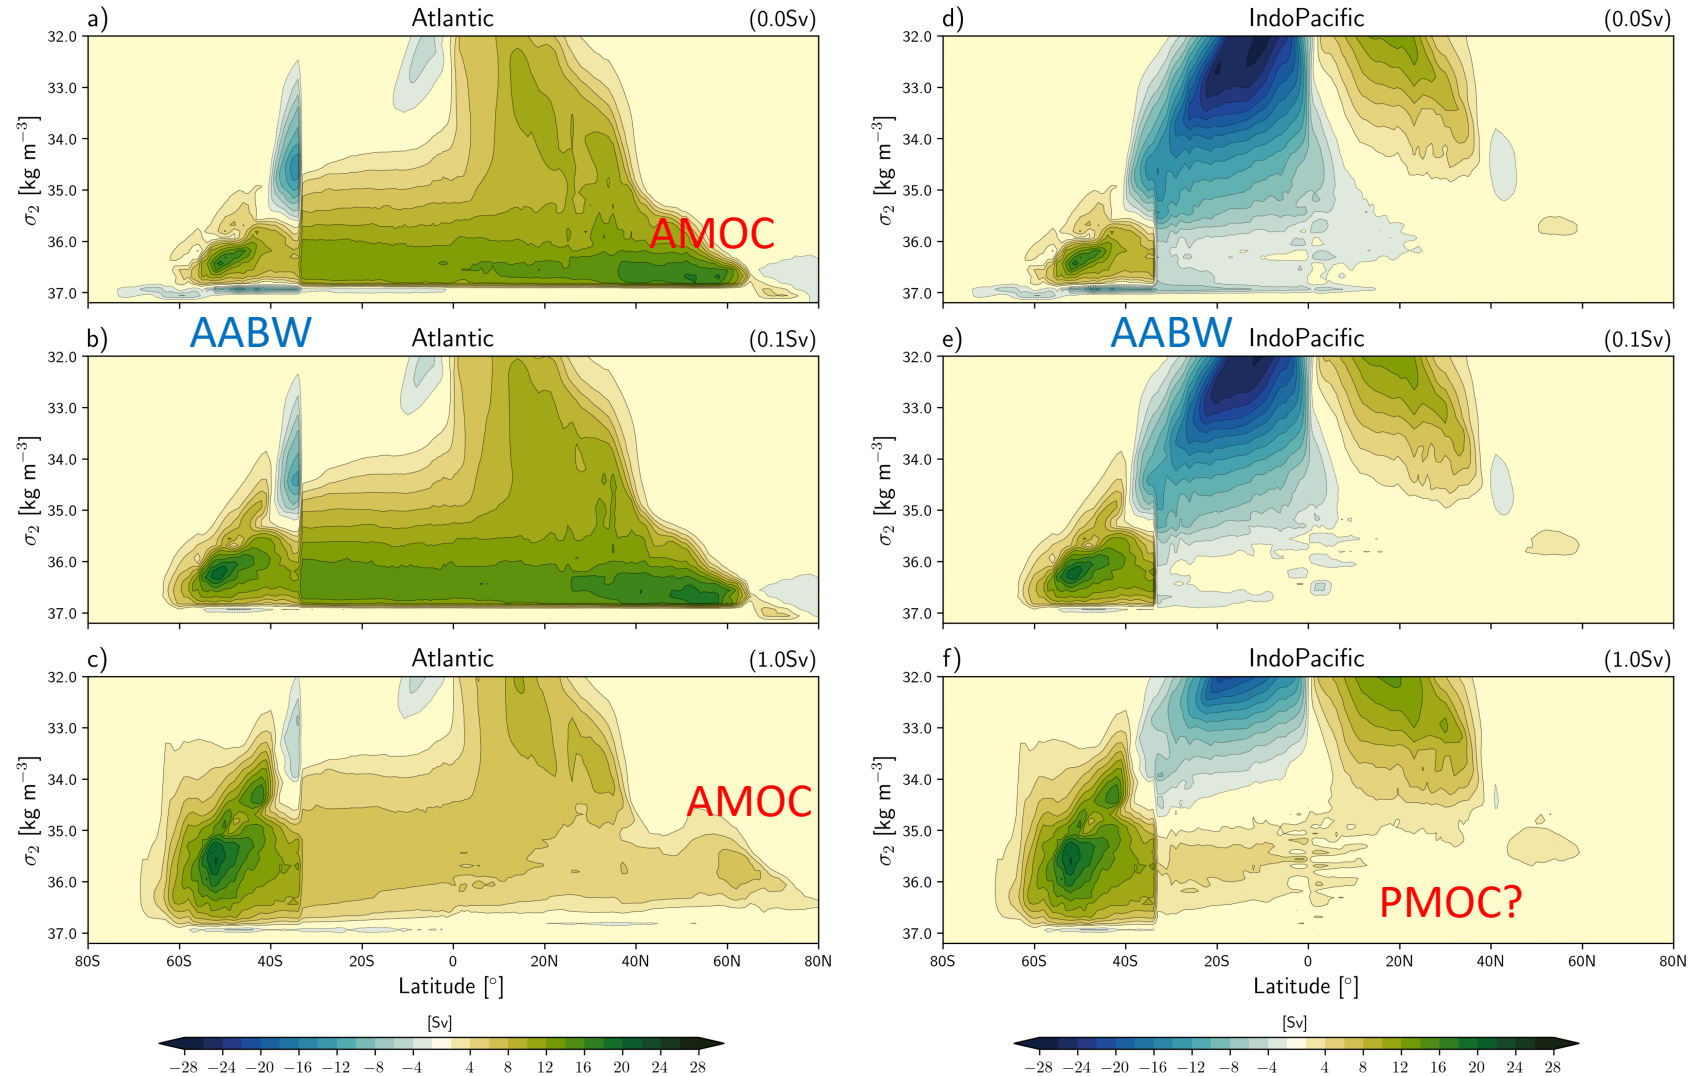 a) Atlantic (0.0Sv)
32.0
33.0
34.0
35.0
36.0
37.0
σ₂ [kg m⁻³]
AMOC
AABW
d) IndoPacific (0.0Sv)
32.0
33.0
34.0
35.0
36.0
37.0
σ₂ [kg m⁻³]
AABW
b) Atlantic (0.1Sv)
32.0
33.0
34.0
35.0
36.0
37.0
σ₂ [kg m⁻³]
e) IndoPacific (0.1Sv)
32.0
33.0
34.0
35.0
36.0
37.0
σ₂ [kg m⁻³]
c) Atlantic (1.0Sv)
32.0
33.0
34.0
35.0
36.0
37.0
σ₂ [kg m⁻³]
AMOC
80S 60S 40S 20S 0 20N 40N 60N 80N
Latitude [°]
f) IndoPacific (1.0Sv)
32.0
33.0
34.0
35.0
36.0
37.0
σ₂ [kg m⁻³]
PMOC?
80S 60S 40S 20S 0 20N 40N 60N 80N
Latitude [°]
[Sv]
−28 −24 −20 −16 −12 −8 −4 4 8 12 16 20 24 28
[Sv]
−28 −24 −20 −16 −12 −8 −4 4 8 12 16 20 24 28